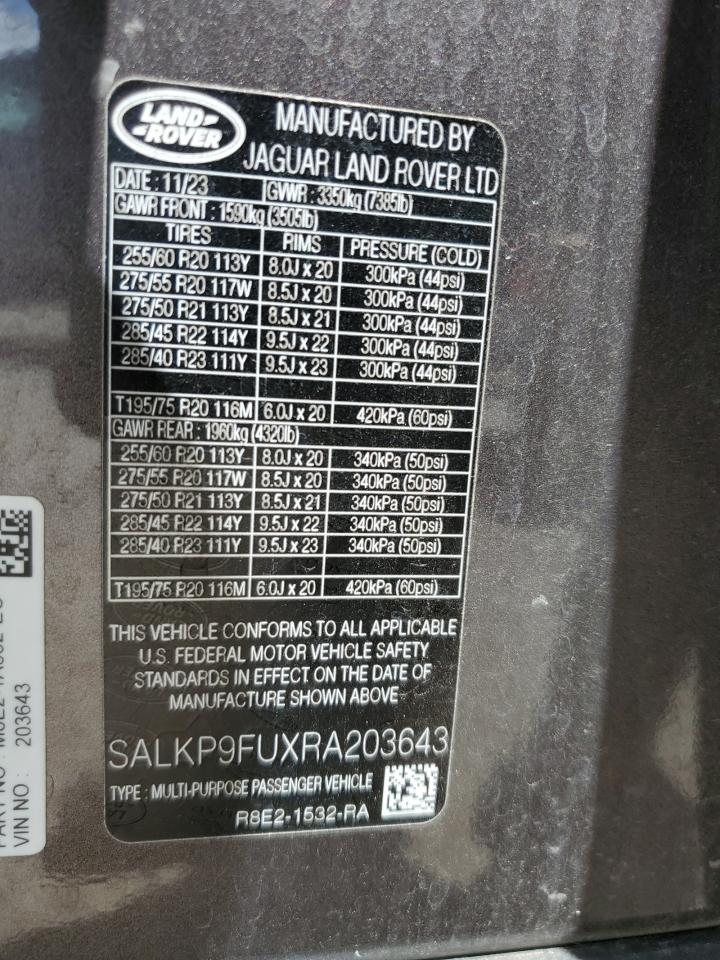 LAND ROVER
MANUFACTURED BY
JAGUAR LAND ROVER LTD
DATE : 11/23 GVWR : 3350kg (7385lb)
GAWR FRONT : 1590kg (3505lb)
TIRES RIMS PRESSURE (COLD)
255/60 R20 113Y 8.0J x 20 300kPa (44psi)
275/55 R20 117W 8.5J x 20 300kPa (44psi)
275/50 R21 113Y 8.5J x 21 300kPa (44psi)
285/45 R22 114Y 9.5J x 22 300kPa (44psi)
285/40 R23 111Y 9.5J x 23 300kPa (44psi)
T195/75 R20 116M 6.0J x 20 420kPa (60psi)
GAWR REAR : 1960kg (4320lb)
255/60 R20 113Y 8.0J x 20 340kPa (50psi)
275/55 R20 117W 8.5J x 20 340kPa (50psi)
275/50 R21 113Y 8.5J x 21 340kPa (50psi)
285/45 R22 114Y 9.5J x 22 340kPa (50psi)
285/40 R23 111Y 9.5J x 23 340kPa (50psi)
T195/75 R20 116M 6.0J x 20 420kPa (60psi)
THIS VEHICLE CONFORMS TO ALL APPLICABLE
U.S. FEDERAL MOTOR VEHICLE SAFETY
STANDARDS IN EFFECT ON THE DATE OF
MANUFACTURE SHOWN ABOVE
SALKP9FUXRA203643
TYPE : MULTI-PURPOSE PASSENGER VEHICLE
R8E2-1532-RA
PART NO :
VIN NO : 203643